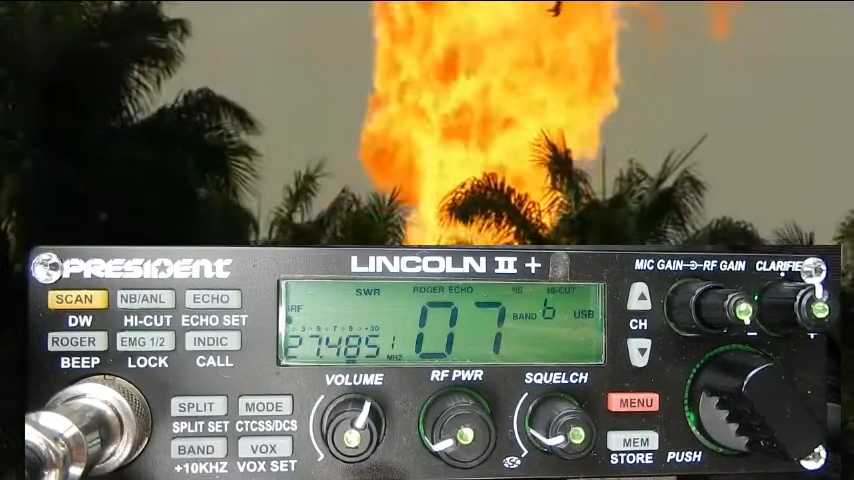 PRESIDENT
LINCOLN II +
MIC GAIN RF GAIN CLARIFIER
SCAN NB/ANL ECHO
DW HI-CUT ECHO SET
ROGER EMG 1/2 INDIC
BEEP LOCK CALL
SWR ROGER ECHO NB HI-CUT
RF
07 BAND 6 USB
27.485
CH
VOLUME RF PWR SQUELCH
SPLIT MODE
SPLIT SET CTCSS/DCS
BAND VOX
+10KHZ VOX SET
MENU
MEM
STORE PUSH
ASC